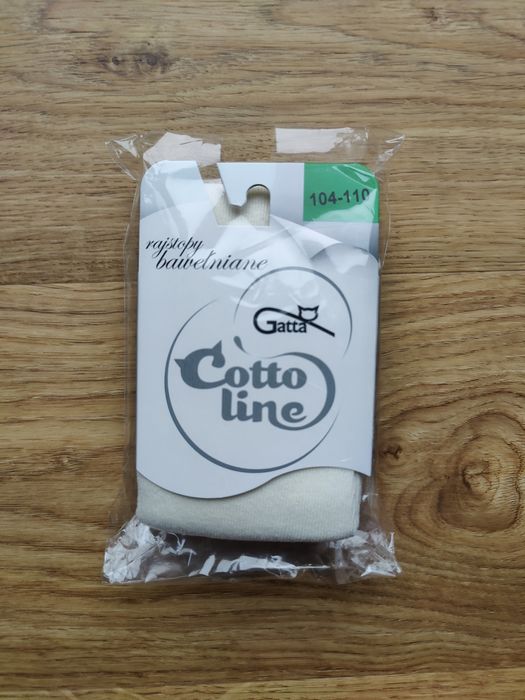 104-110
rajstopy
bawełniane
Gatta
Cotto
line